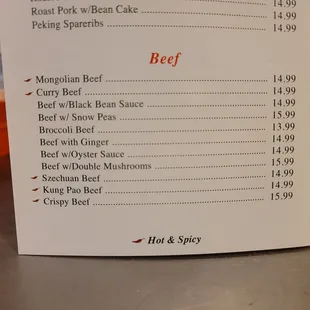 14.99
Roast Pork w/Bean Cake 14.99
Peking Spareribs 14.99
Beef
Mongolian Beef 14.99
Curry Beef 14.99
Beef w/Black Bean Sauce 14.99
Beef w/ Snow Peas 15.99
Broccoli Beef 13.99
Beef with Ginger 14.99
Beef w/Oyster Sauce 14.99
Beef w/Double Mushrooms 15.99
Szechuan Beef 14.99
Kung Pao Beef 14.99
Crispy Beef 15.99
Hot & Spicy